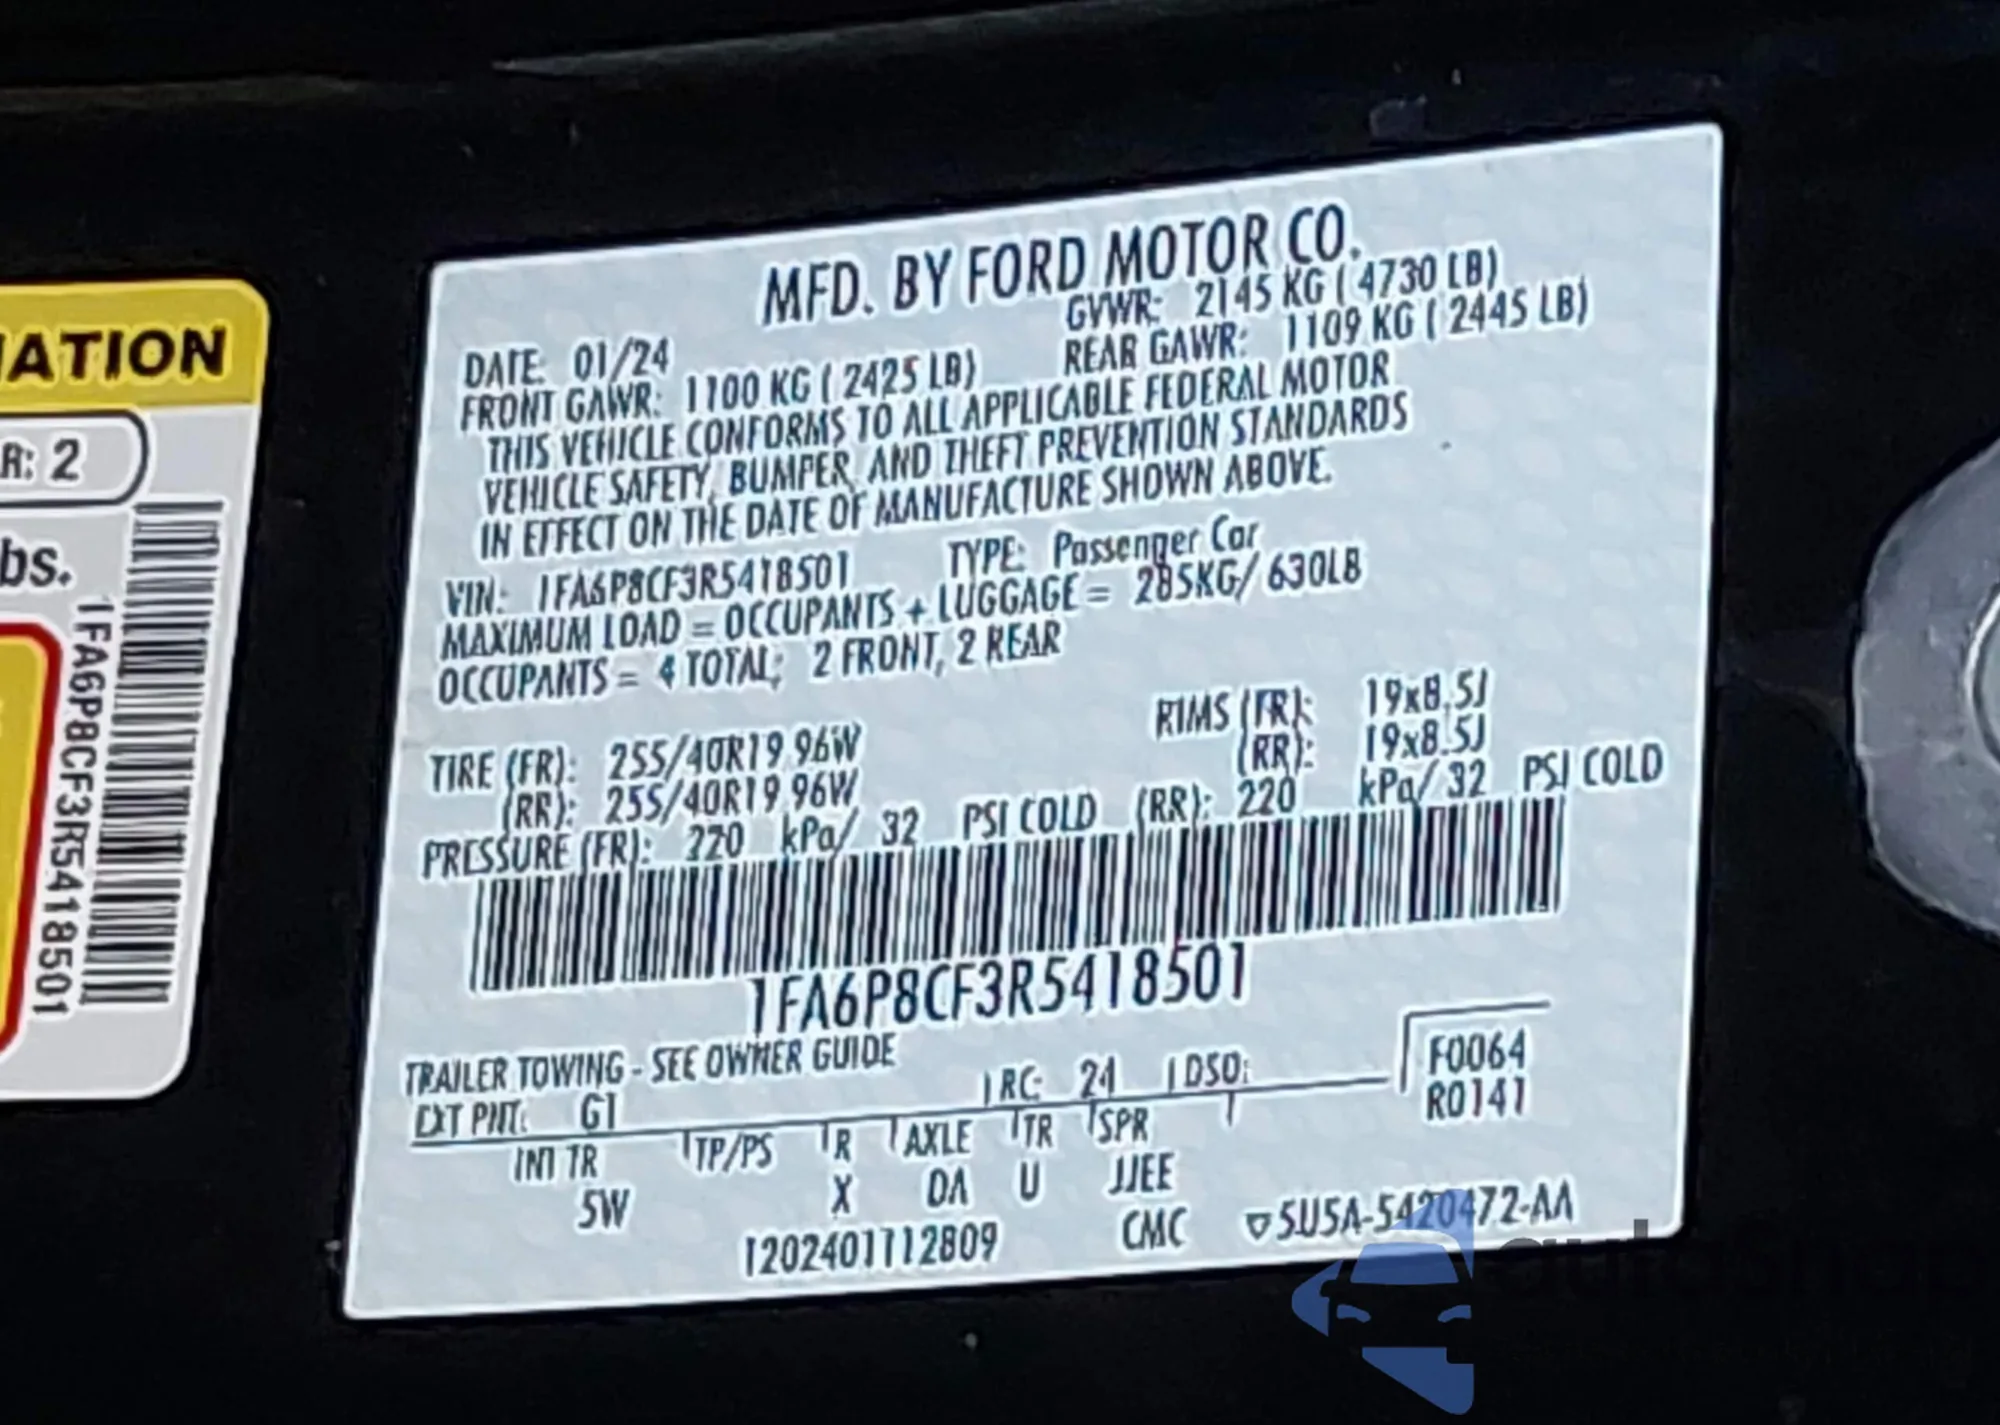 MFD. BY FORD MOTOR CO.
DATE: 01/24 GVWR: 2145 KG ( 4730 LB)
FRONT GAWR: 1100 KG ( 2425 LB) REAR GAWR: 1109 KG ( 2445 LB)
THIS VEHICLE CONFORMS TO ALL APPLICABLE FEDERAL MOTOR
VEHICLE SAFETY, BUMPER, AND THEFT PREVENTION STANDARDS
IN EFFECT ON THE DATE OF MANUFACTURE SHOWN ABOVE.
VIN: 1FA6P8CF3R5418501 TYPE: Passenger Car
MAXIMUM LOAD = OCCUPANTS + LUGGAGE = 285KG/ 630LB
OCCUPANTS = 4 TOTAL; 2 FRONT, 2 REAR
TIRE (FR): 255/40R19 96W RIMS (FR): 19x8.5J
(RR): 255/40R19 96W (RR): 19x8.5J
PRESSURE (FR): 220 kPa/ 32 PSI COLD (RR): 220 kPa/ 32 PSI COLD
1FA6P8CF3R5418501
TRAILER TOWING - SEE OWNER GUIDE
EXT PNT: G1 RC: 24 DSO: F0064
R0141
INT TR TP/PS R AXLE TR SPR
5W X DA U JJEE
1202401112809 CMC 5U5A-5420472-AA
IATION
R: 2
bs.
1FA6P8CF3R5418501